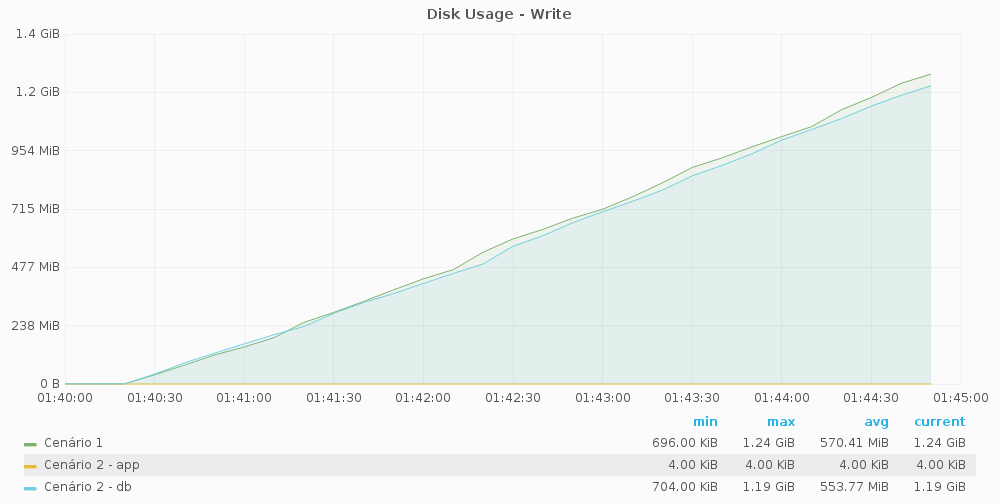 Disk Usage - Write
1.4 GiB
1.2 GiB
954 MiB
715 MiB
477 MiB
238 MiB
0 B
01:40:00 01:40:30 01:41:00 01:41:30 01:42:00 01:42:30 01:43:00 01:43:30 01:44:00 01:44:30 01:45:00
min max avg current
Cenário 1 696.00 KiB 1.24 GiB 570.41 MiB 1.24 GiB
Cenário 2 - app 4.00 KiB 4.00 KiB 4.00 KiB 4.00 KiB
Cenário 2 - db 704.00 KiB 1.19 GiB 553.77 MiB 1.19 GiB